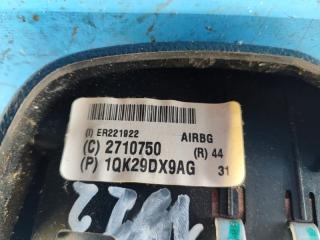 (I) ER221922 AIRBG
(C) 2710750 (R) 44
(P) 1QK29DX9AG 31